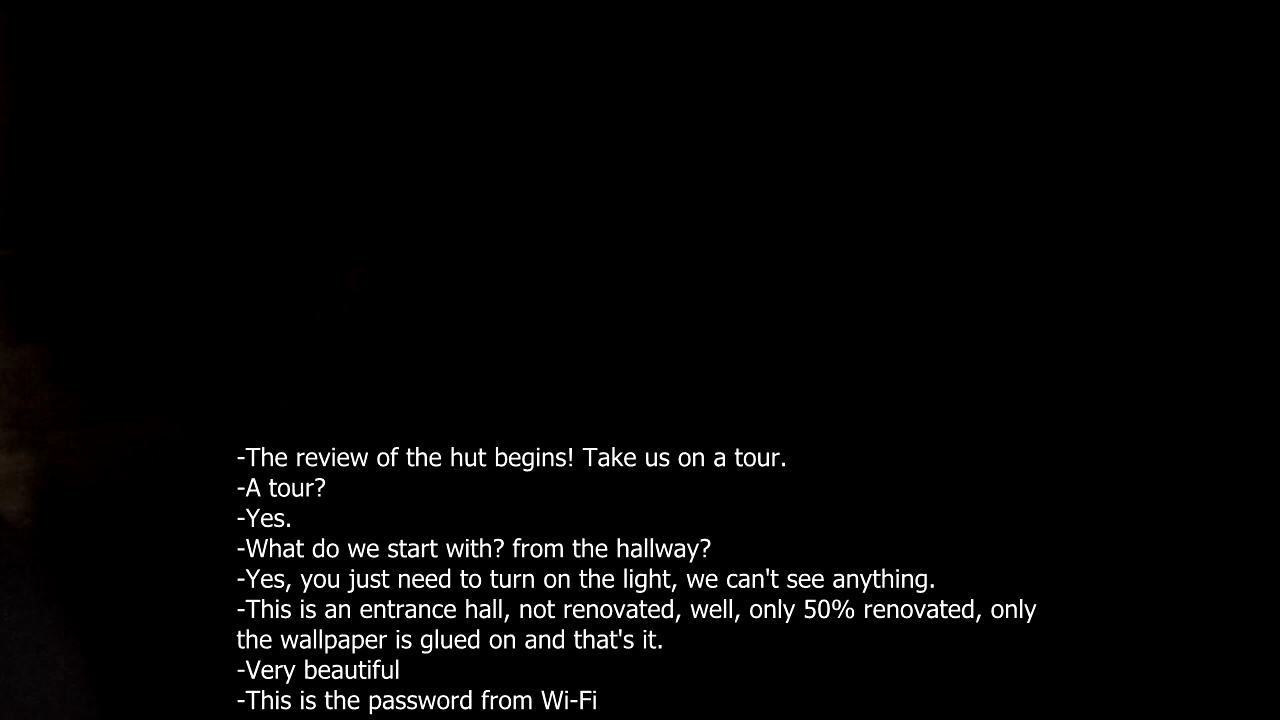 -The review of the hut begins! Take us on a tour.
-A tour?
-Yes.
-What do we start with? from the hallway?
-Yes, you just need to turn on the light, we can't see anything.
-This is an entrance hall, not renovated, well, only 50% renovated, only
the wallpaper is glued on and that's it.
-Very beautiful
-This is the password from Wi-Fi